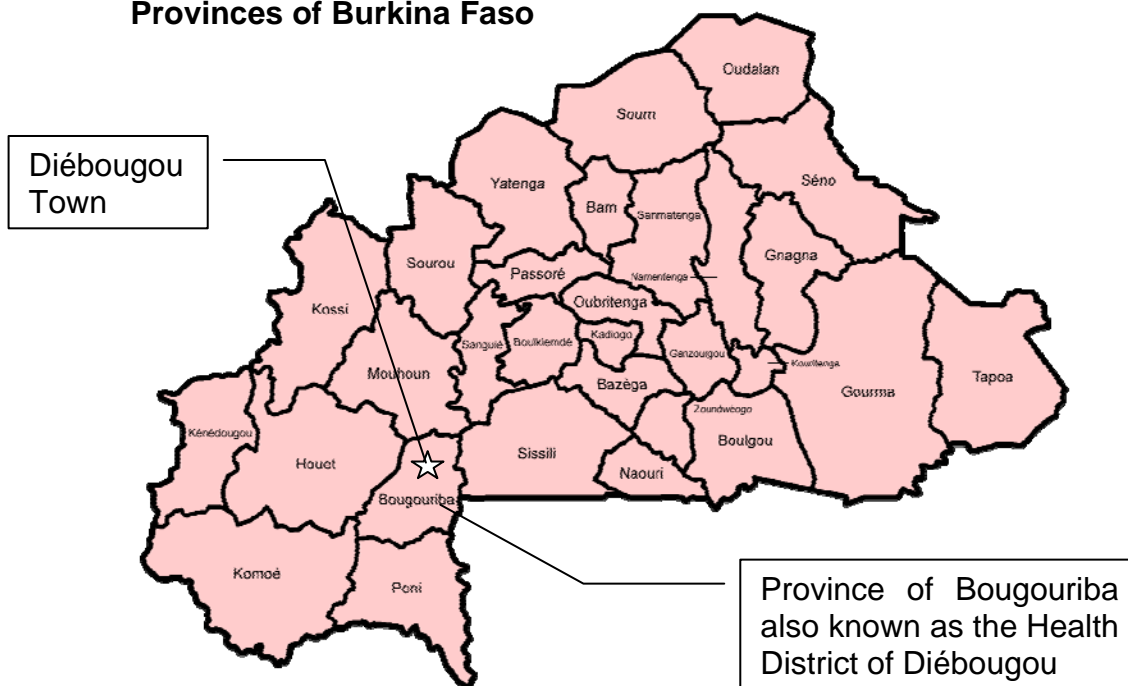 Provinces of Burkina Faso
Oudalan
Soum
Diébougou
Town
Yatenga
Séno
Bam
Sanmatenga
Gnagna
Sourou
Passoré
Namentenga
Oubritenga
Kossi
Sanguié
Boulkiemdé
Kadiogo
Ganzourgou
Kouritenga
Mouhoun
Bazèga
Gourma
Tapoa
Zoundwéogo
Kénédougou
Houet
Sissili
Boulgou
Naouri
Bougouriba
Komoé
Poni
Province of Bougouriba
also known as the Health
District of Diébougou